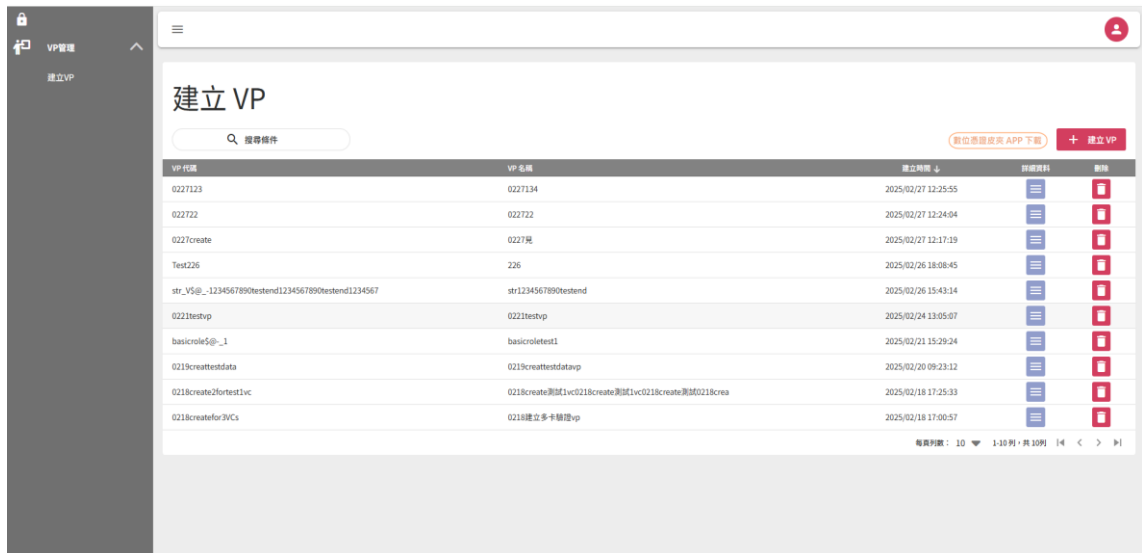 VP管理
建立VP
建立 VP
搜尋條件
數位憑證皮夾 APP 下載
+ 建立 VP
VP 代碼 VP 名稱 建立時間 ↓ 詳細資料 刪除
0227123 0227134 2025/02/27 12:25:55
022722 022722 2025/02/27 12:24:04
0227create 0227見 2025/02/27 12:17:19
Test226 226 2025/02/26 18:08:45
str_V$@_-1234567890testend1234567890testend1234567 str1234567890testend 2025/02/26 15:43:14
0221testvp 0221testvp 2025/02/24 13:05:07
basicrole$@-_1 basicroletest1 2025/02/21 15:29:24
0219creattestdata 0219creattestdatavp 2025/02/20 09:23:12
0218create2fortest1vc 0218create測試1vc0218create測試1vc0218create測試0218crea 2025/02/18 17:25:33
0218createfor3VCs 0218建立多卡驗證vp 2025/02/18 17:00:57
每頁列數： 10 1-10 列，共 10列